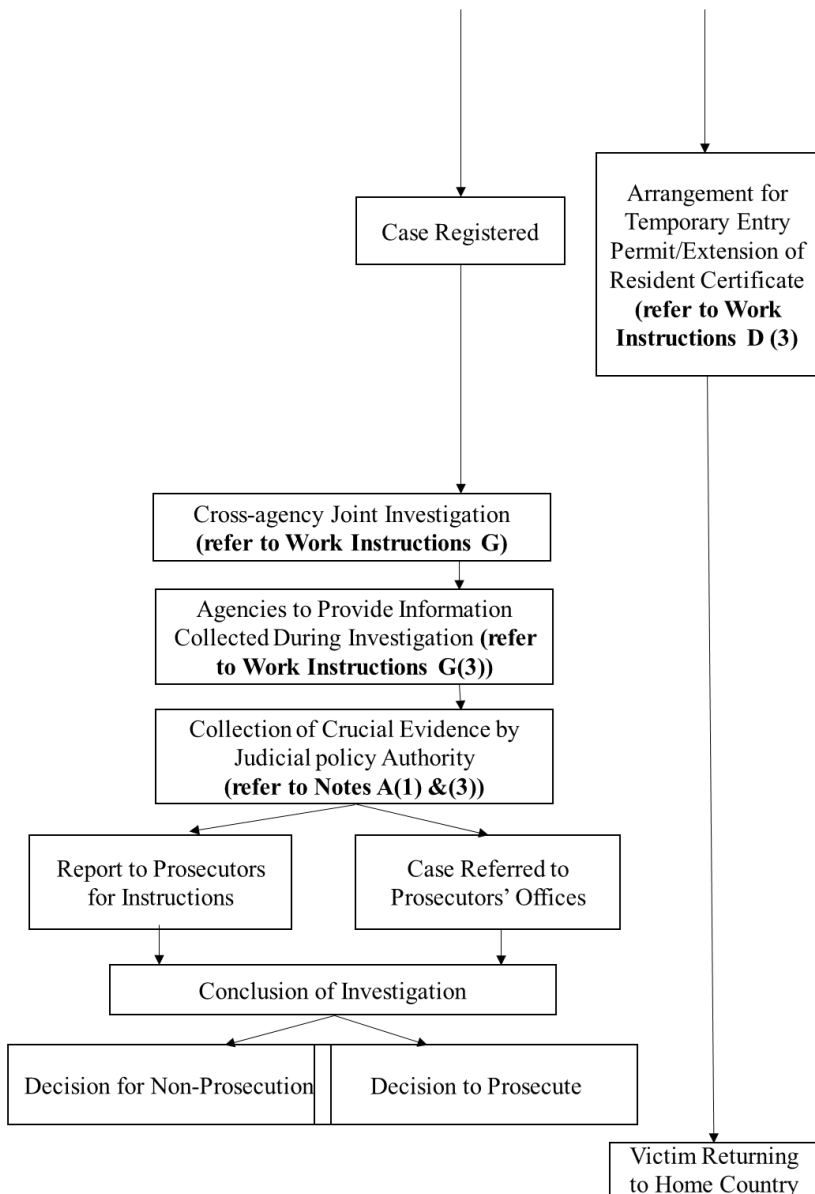 Case Registered
Arrangement for
Temporary Entry
Permit/Extension of
Resident Certificate
(refer to Work
Instructions D (3)
Cross-agency Joint Investigation
(refer to Work Instructions G)
Agencies to Provide Information
Collected During Investigation (refer
to Work Instructions G(3))
Collection of Crucial Evidence by
Judicial policy Authority
(refer to Notes A(1) &(3))
Report to Prosecutors
for Instructions
Case Referred to
Prosecutors’ Offices
Conclusion of Investigation
Decision for Non-Prosecution
Decision to Prosecute
Victim Returning
to Home Country